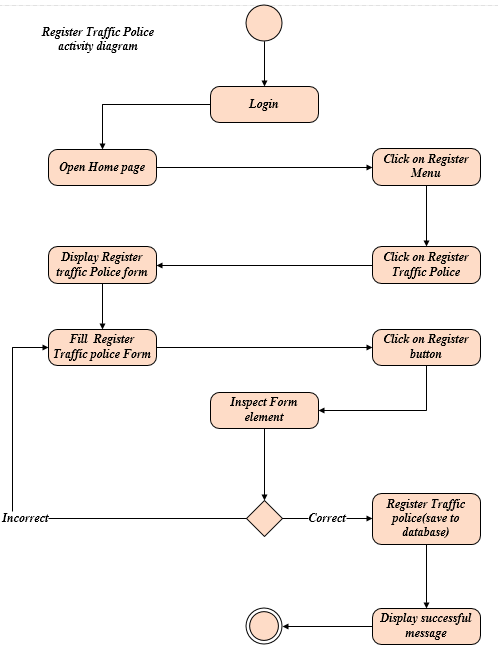 Register Traffic Police
activity diagram
Login
Open Home page
Click on Register
Menu
Display Register
traffic Police form
Click on Register
Traffic Police
Fill Register
Traffic police Form
Click on Register
button
Inspect Form
element
Incorrect
Correct
Register Traffic
police(save to
database)
Display successful
message